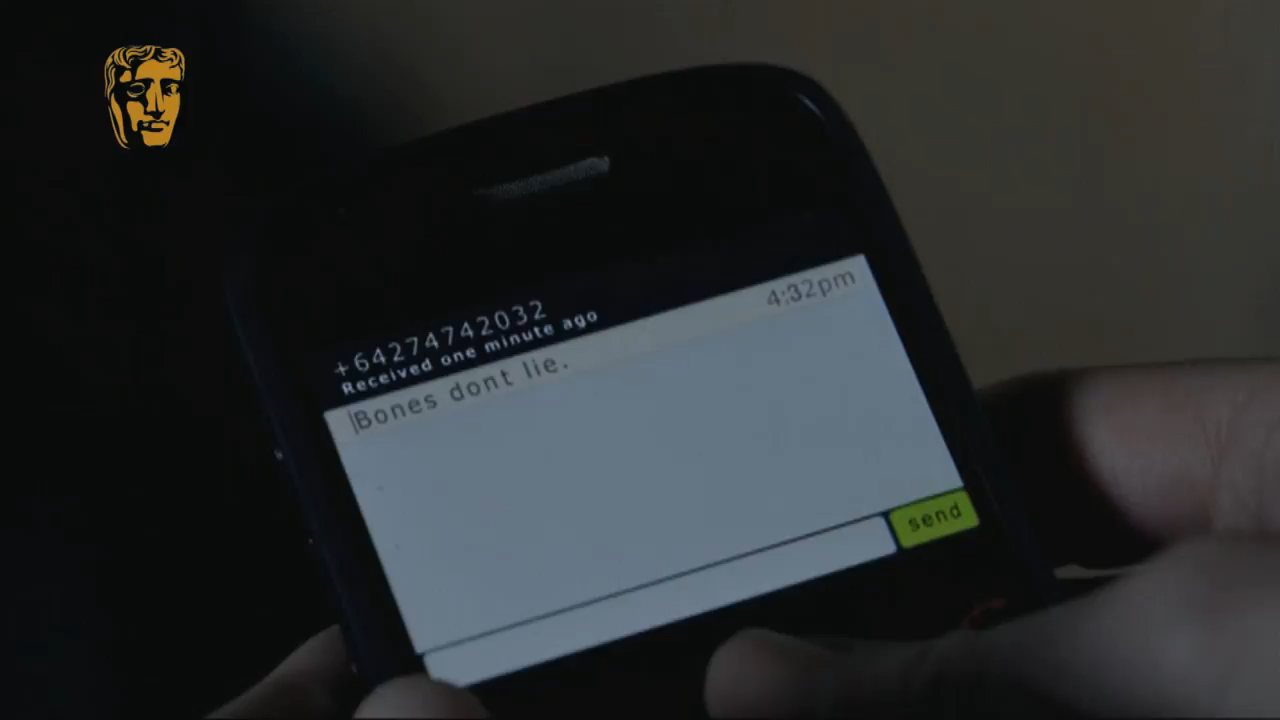 +64274742032
Received one minute ago
4:32pm
Bones dont lie.
send